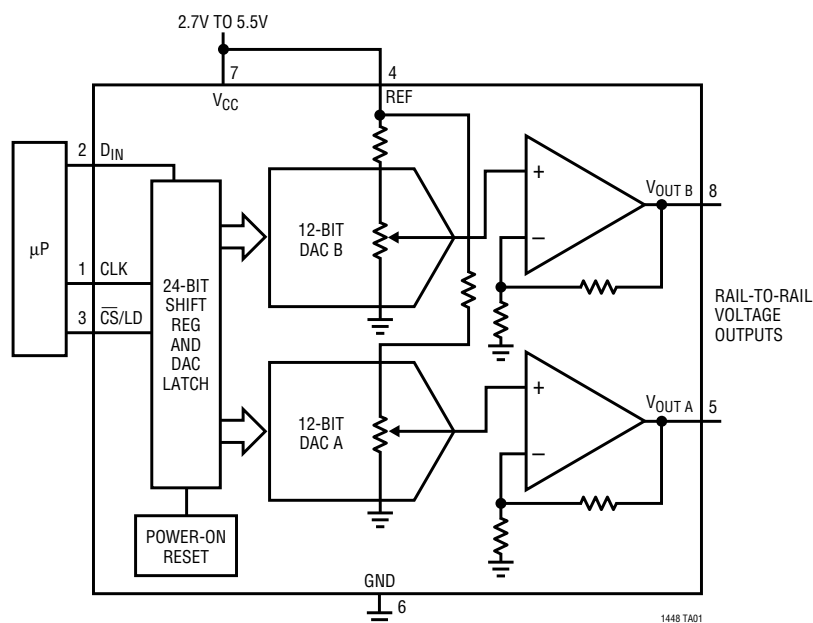 2.7V TO 5.5V
7
4
VCC
REF
2
DIN
µP
1
CLK
3
CS/LD
24-BIT
SHIFT
REG
AND
DAC
LATCH
12-BIT
DAC B
+
–
VOUT B
8
RAIL-TO-RAIL
VOLTAGE
OUTPUTS
12-BIT
DAC A
+
–
VOUT A
5
POWER-ON
RESET
GND
6
1448 TA01